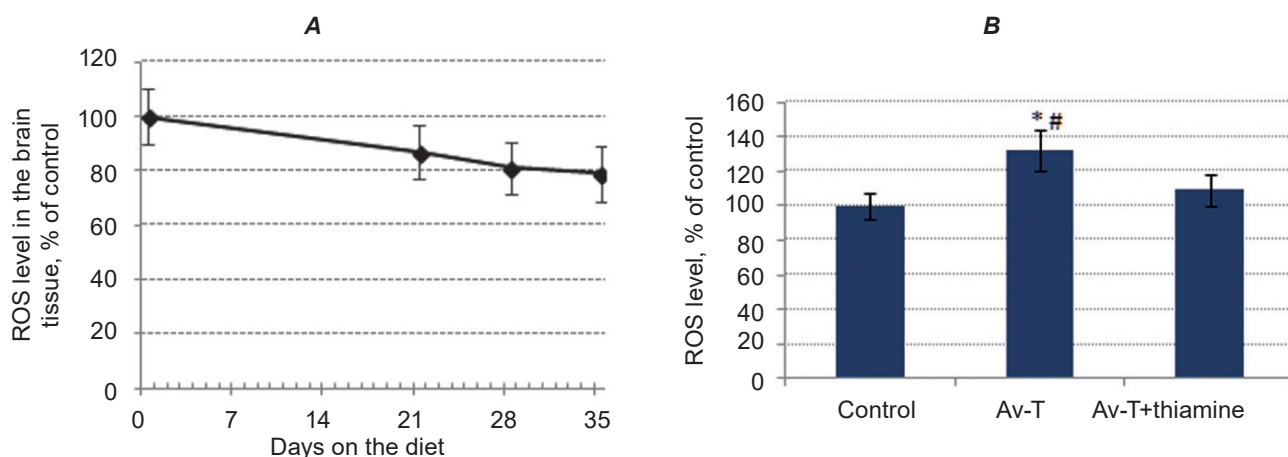 A
ROS level in the brain
tissue, % of control
120
100
80
60
40
20
0
0 7 14 21 28 35
Days on the diet
B
ROS level, % of control
160
140
120
100
80
60
40
20
0
* #
Control Av-T Av-T+thiamine